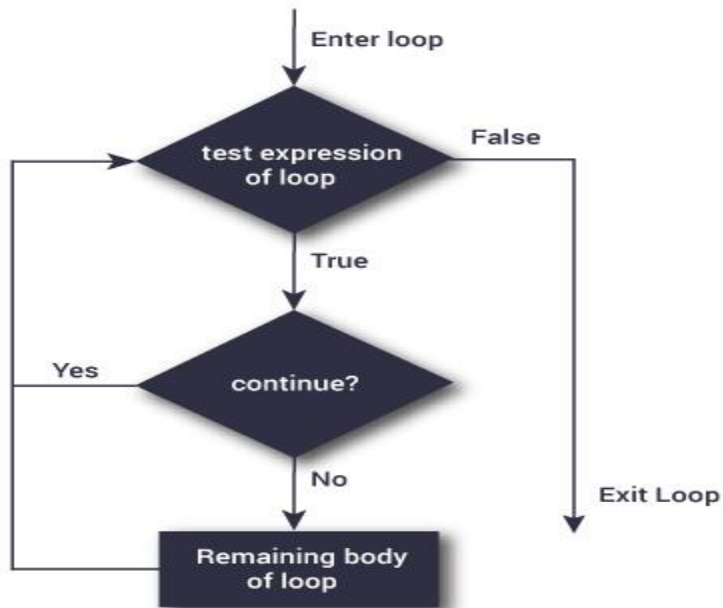 Enter loop
test expression
of loop
False
True
Yes
continue?
No
Exit Loop
Remaining body
of loop